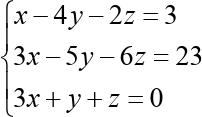 x - 4y - 2z = 3
3x - 5y - 6z = 23
3x + y + z = 0